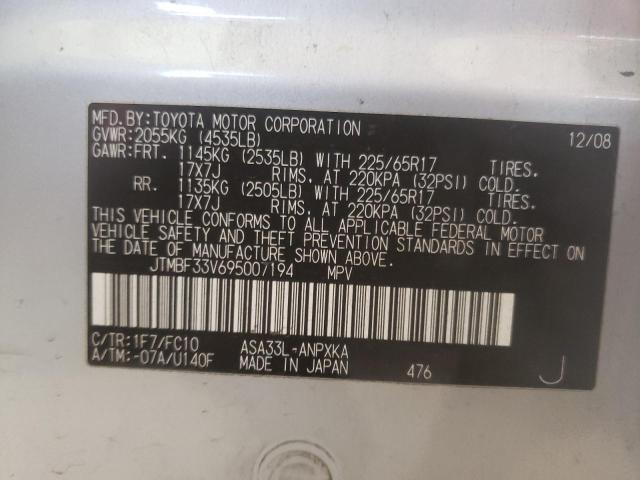 MFD.BY:TOYOTA MOTOR CORPORATION 12/08
GVWR:2055KG (4535LB)
GAWR:FRT. 1145KG (2535LB) WITH 225/65R17 TIRES.
17X7J RIMS, AT 220KPA (32PSI) COLD.
RR. 1135KG (2505LB) WITH 225/65R17 TIRES.
17X7J RIMS, AT 220KPA (32PSI) COLD.
THIS VEHICLE CONFORMS TO ALL APPLICABLE FEDERAL MOTOR
VEHICLE SAFETY AND THEFT PREVENTION STANDARDS IN EFFECT ON
THE DATE OF MANUFACTURE SHOWN ABOVE.
JTMBF33V695007194 MPV
C/TR:1F7/FC10 ASA33L-ANPXKA
A/TM:-07A/U140F MADE IN JAPAN 476 J